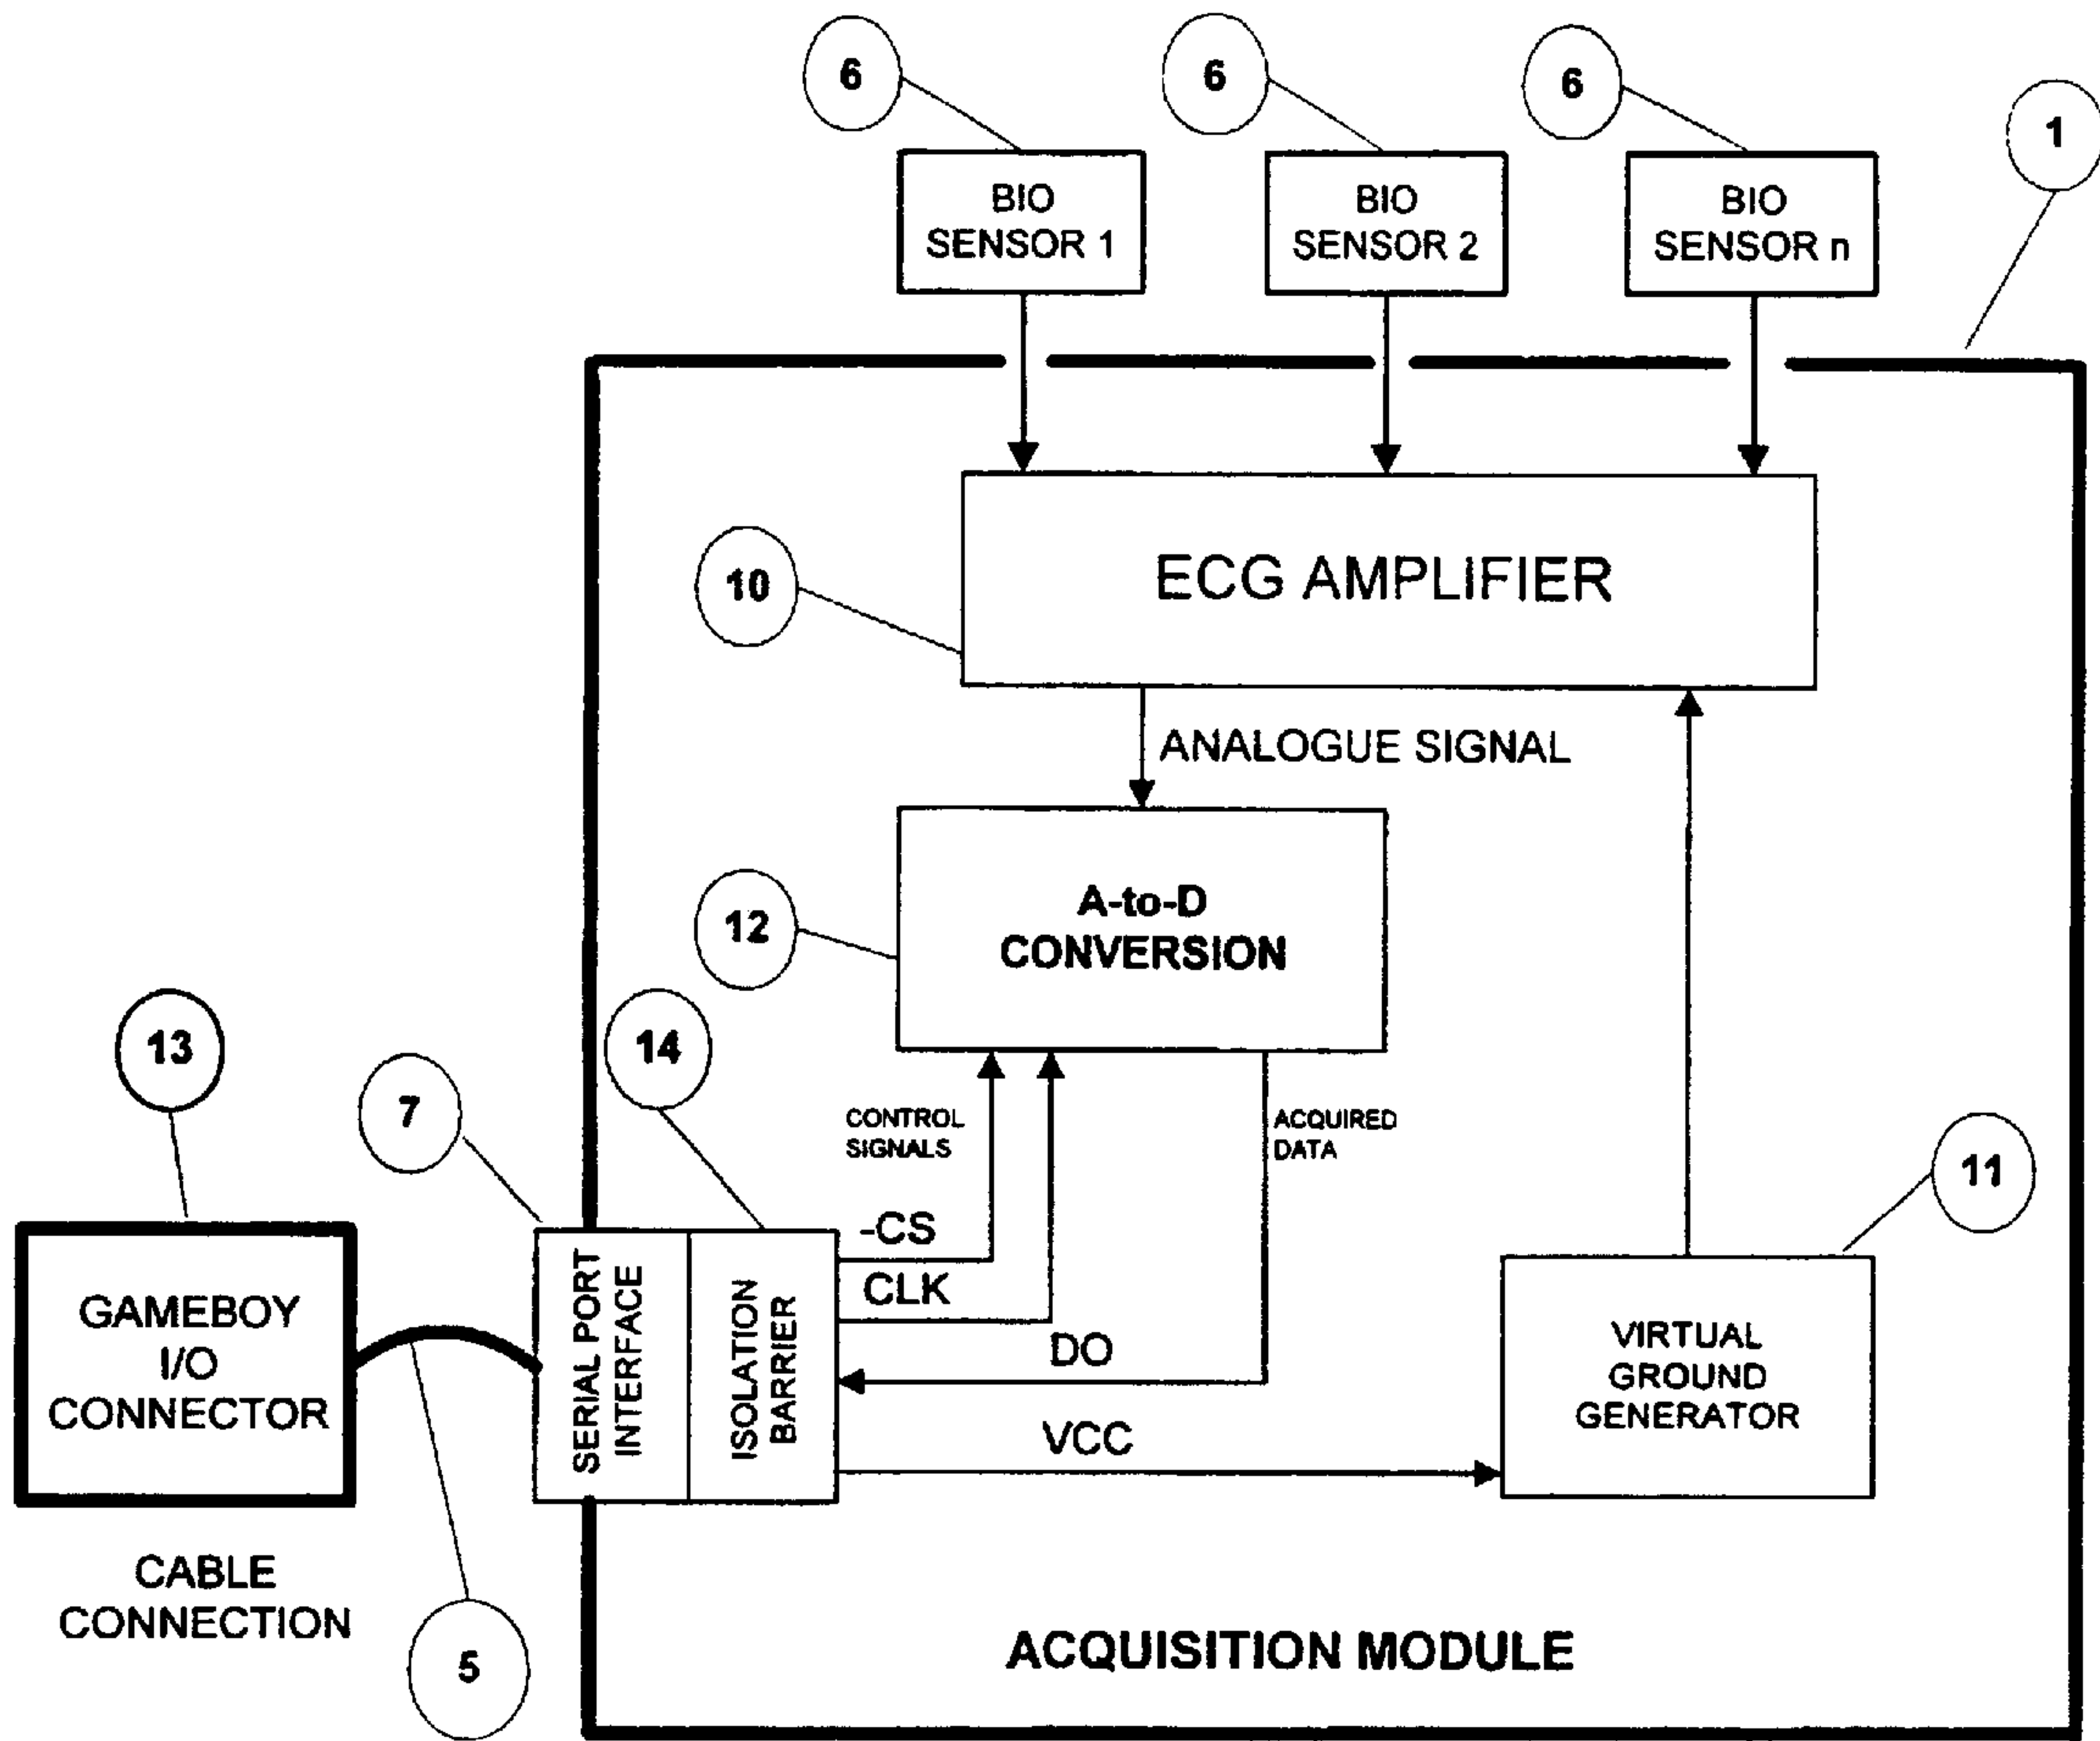 6
6
6
1
BIO
SENSOR 1
BIO
SENSOR 2
BIO
SENSOR n
ECG AMPLIFIER
10
ANALOGUE SIGNAL
A-to-D
CONVERSION
12
13
7
14
CONTROL
SIGNALS
ACQUIRED
DATA
11
-CS
CLK
DO
VCC
GAMEBOY
I/O
CONNECTOR
SERIAL PORT
INTERFACE
ISOLATION
BARRIER
VIRTUAL
GROUND
GENERATOR
CABLE
CONNECTION
5
ACQUISITION MODULE